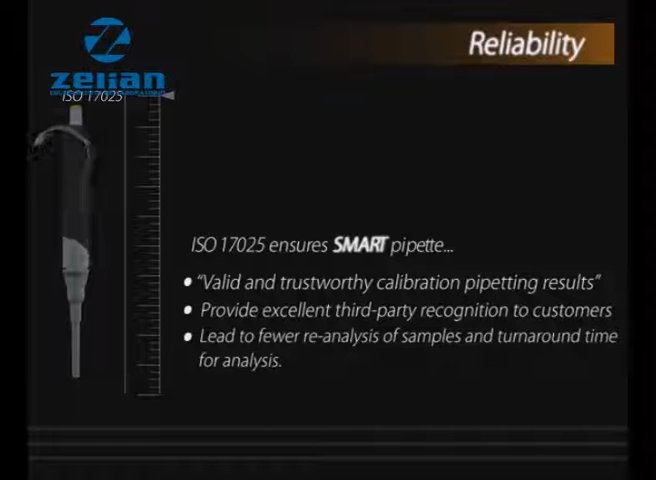 Reliability
zelian
ISO 17025
ISO 17025 ensures SMART pipette...
• “Valid and trustworthy calibration pipetting results”
• Provide excellent third-party recognition to customers
• Lead to fewer re-analysis of samples and turnaround time
for analysis.